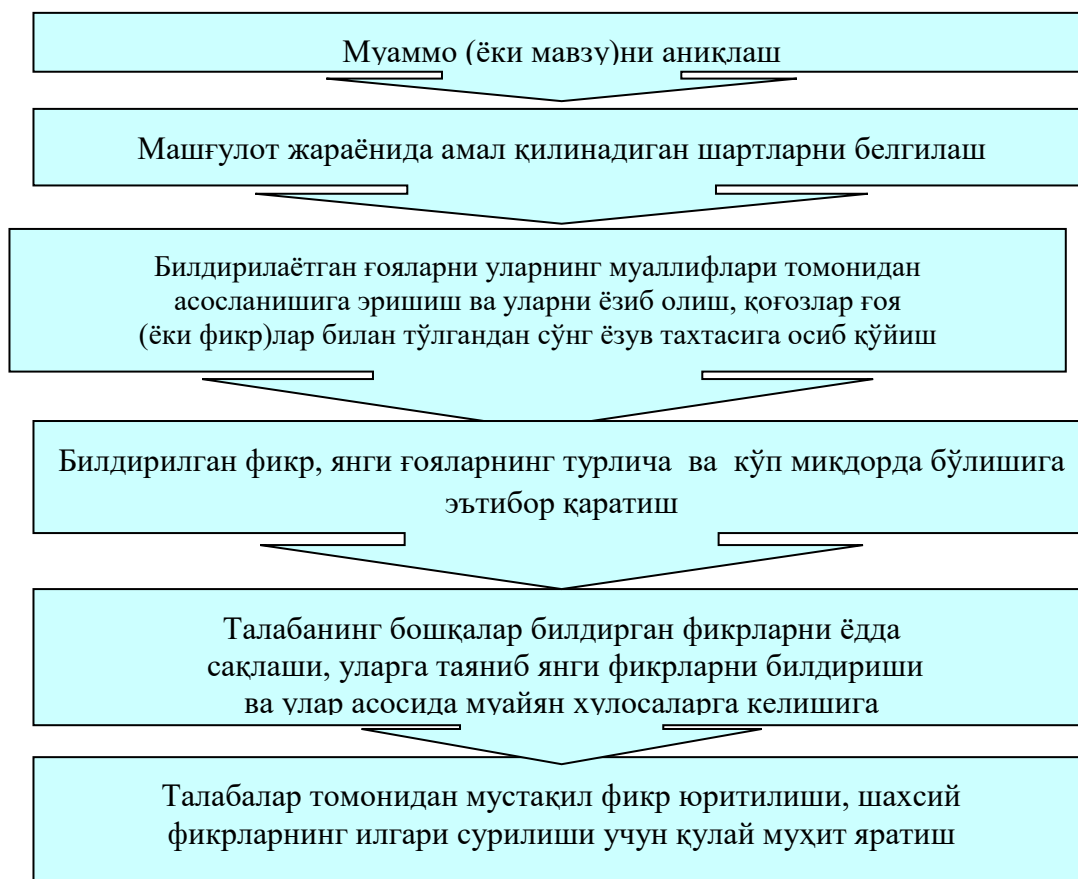 Муаммо (ёки мавзу)ни аниқлаш
Машғулот жараёнида амал қилинадиган шартларни белгилаш
Билдирилаётган ғояларни уларнинг муаллифлари томонидан
асосланишига эришиш ва уларни ёзиб олиш, қоғозлар ғоя
(ёки фикр)лар билан тўлгандан сўнг ёзув тахтасига осиб қўйиш
Билдирилган фикр, янги ғояларнинг турлича ва кўп миқдорда бўлишига
эътибор қаратиш
Талабанинг бошқалар билдирган фикрларни ёдда
сақлаши, уларга таяниб янги фикрларни билдириши
ва улар асосида муайян хулосаларга келишига
Талабалар томонидан мустақил фикр юритилиши, шахсий
фикрларнинг илгари сурилиши учун қулай муҳит яратиш